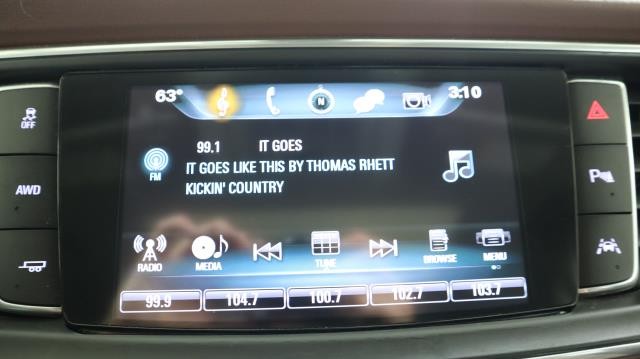 63° N 3:10
OFF
99.1 IT GOES
FM IT GOES LIKE THIS BY THOMAS RHETT
AWD KICKIN' COUNTRY
RADIO MEDIA TUNE BROWSE MENU
99.9 104.7 100.7 102.7 103.7